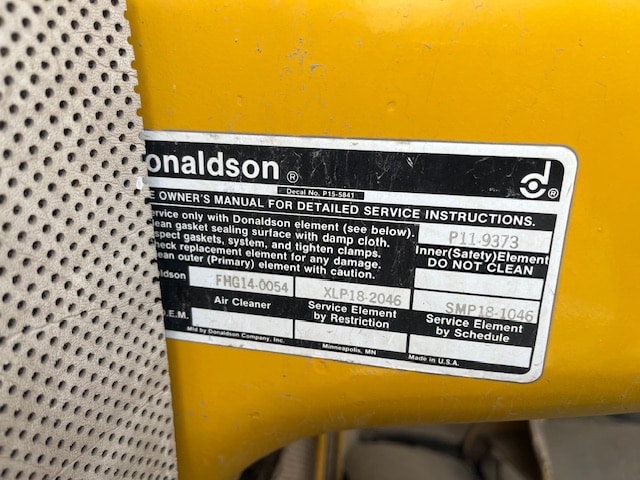 onaldson ®
Decal No. P15-5841
®
E OWNER'S MANUAL FOR DETAILED SERVICE INSTRUCTIONS.
ervice only with Donaldson element (see below).
ean gasket sealing surface with damp cloth.
spect gaskets, system, and tighten clamps.
heck replacement element for any damage.
ean outer (Primary) element with caution.
P11-9373
Inner(Safety)Element
DO NOT CLEAN
ldson
FHG14-0054
XLP18-2046
SMP18-1046
Air Cleaner
Service Element
by Restriction
Service Element
by Schedule
.E.M.
Mfd by Donaldson Company, Inc.
Minneapolis, MN
Made in U.S.A.